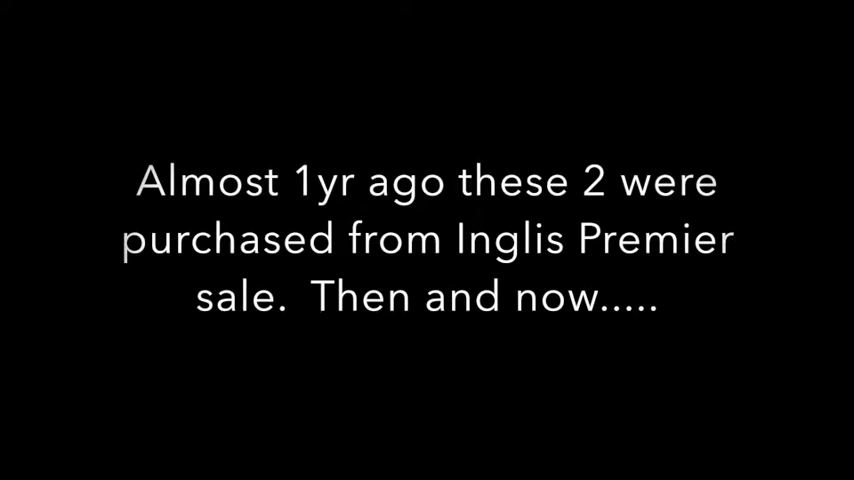 Almost 1yr ago these 2 were
purchased from Inglis Premier
sale.  Then and now.....